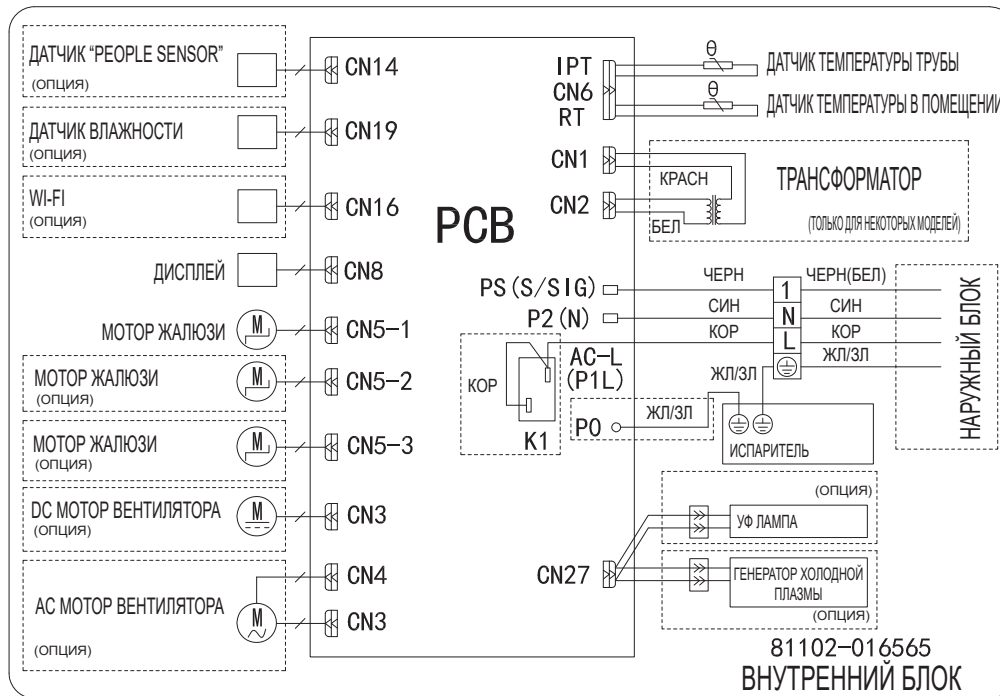 ДАТЧИК “PEOPLE SENSOR”
(ОПЦИЯ)
CN14
ДАТЧИК ВЛАЖНОСТИ
(ОПЦИЯ)
CN19
WI-FI
(ОПЦИЯ)
CN16
ДИСПЛЕЙ
CN8
МОТОР ЖАЛЮЗИ
M
CN5-1
МОТОР ЖАЛЮЗИ
(ОПЦИЯ)
M
CN5-2
МОТОР ЖАЛЮЗИ
(ОПЦИЯ)
M
CN5-3
DC МОТОР ВЕНТИЛЯТОРА
(ОПЦИЯ)
M
CN3
CN4
AC МОТОР ВЕНТИЛЯТОРА
(ОПЦИЯ)
M
CN3
PCB
IPT
CN6
RT
θ
ДАТЧИК ТЕМПЕРАТУРЫ ТРУБЫ
θ
ДАТЧИК ТЕМПЕРАТУРЫ В ПОМЕЩЕНИИ
CN1
CN2
КРАСН
БЕЛ
ТРАНСФОРМАТОР
(ТОЛЬКО ДЛЯ НЕКОТОРЫХ МОДЕЛЕЙ)
PS(S/SIG)
ЧЕРН
1
ЧЕРН(БЕЛ)
P2(N)
СИН
N
СИН
КОР
L
КОР
AC-L
(P1L)
КОР
K1
ЖЛ/ЗЛ
ЖЛ/ЗЛ
P0
ЖЛ/ЗЛ
ИСПАРИТЕЛЬ
НАРУЖНЫЙ БЛОК
(ОПЦИЯ)
УФ ЛАМПА
CN27
ГЕНЕРАТОР ХОЛОДНОЙ
ПЛАЗМЫ
(ОПЦИЯ)
81102-016565
ВНУТРЕННИЙ БЛОК